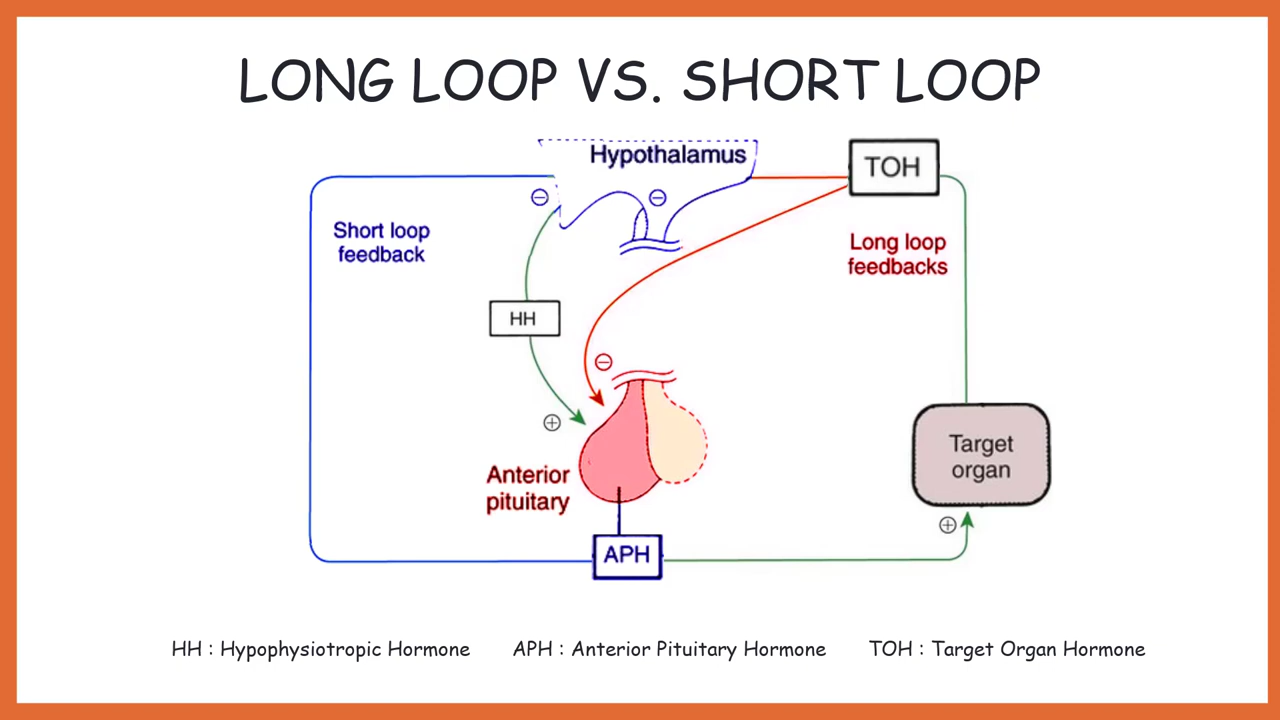 LONG LOOP VS. SHORT LOOP
Hypothalamus
TOH
Short loop
feedback
Long loop
feedbacks
HH
Target
organ
Anterior
pituitary
APH
HH : Hypophysiotropic Hormone APH : Anterior Pituitary Hormone TOH : Target Organ Hormone